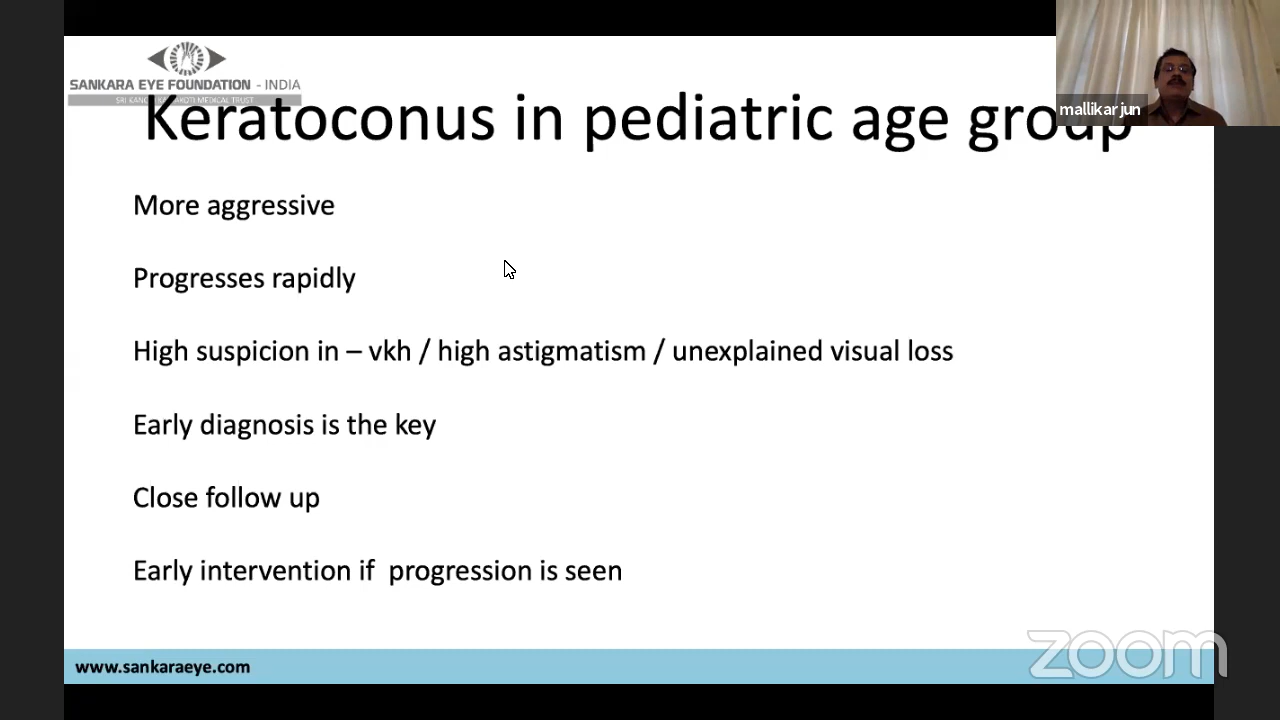 SANKARA EYE FOUNDATION - INDIA
Keratoconus in pediatric age group
mallikarjun
More aggressive
Progresses rapidly
High suspicion in – vkh / high astigmatism / unexplained visual loss
Early diagnosis is the key
Close follow up
Early intervention if progression is seen
www.sankaraeye.com
zoom